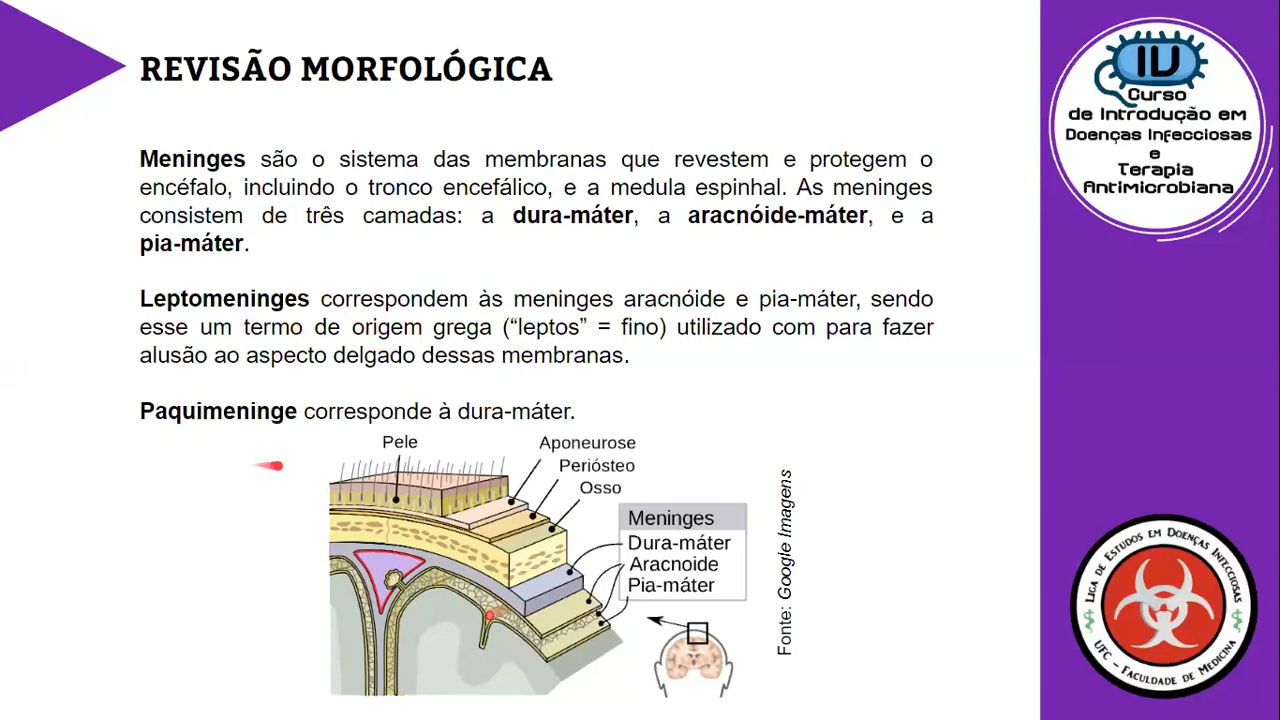 REVISÃO MORFOLÓGICA
Meninges são o sistema das membranas que revestem e protegem o
encéfalo, incluindo o tronco encefálico, e a medula espinhal. As meninges
consistem de três camadas: a dura-máter, a aracnóide-máter, e a
pia-máter.
Leptomeninges correspondem às meninges aracnóide e pia-máter, sendo
esse um termo de origem grega (“leptos” = fino) utilizado com para fazer
alusão ao aspecto delgado dessas membranas.
Paquimeninge corresponde à dura-máter.
Pele
Aponeurose
Periósteo
Osso
Meninges
Dura-máter
Aracnoide
Pia-máter
Fonte: Google Imagens
IV
Curso
de Introdução em
Doenças Infecciosas
e
Terapia
Antimicrobiana
Liga de Estudos em Doenças Infecciosas
UFC - Faculdade de Medicina